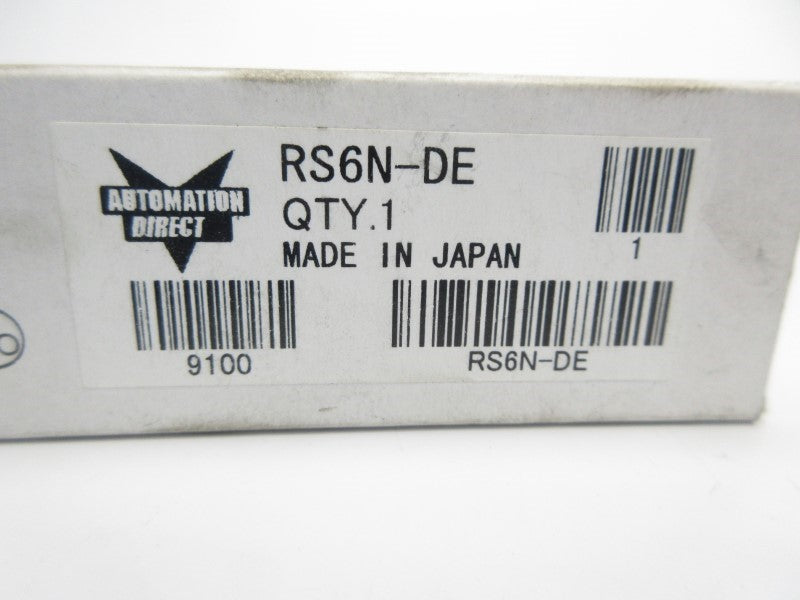 AUTOMATION
DIRECT
RS6N-DE
QTY.1
MADE IN JAPAN
1
9100
RS6N-DE